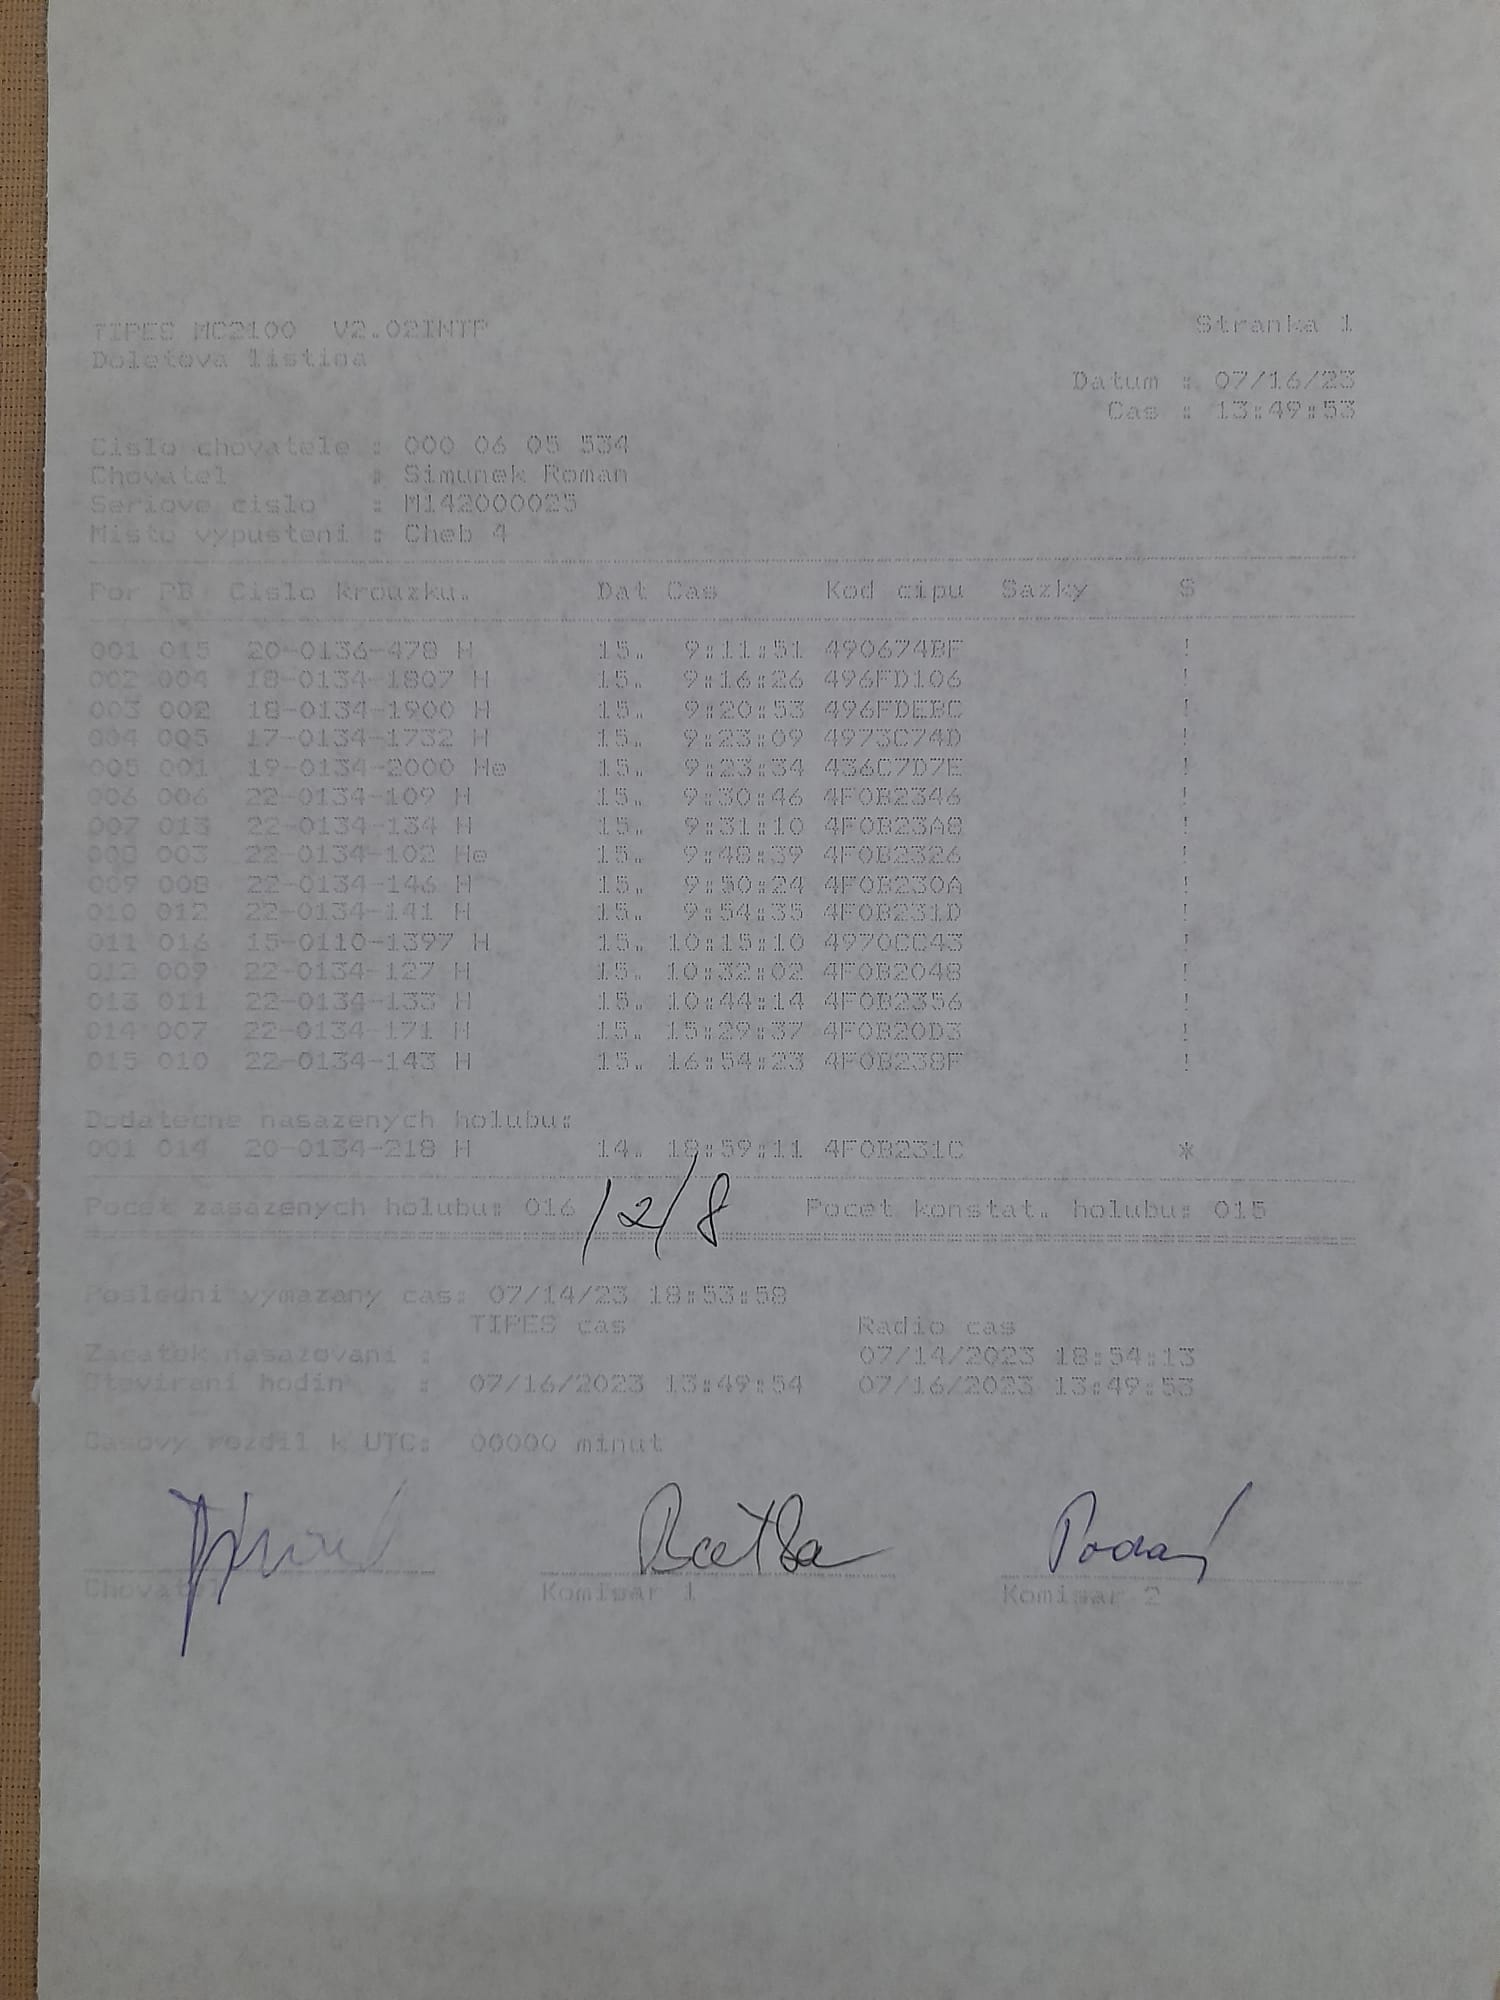 TIPES MC2100 V2.02INTP Stranka 1
Doletova listina
Datum : 07/16/23
Cas : 13:49:53
Cislo chovatele : 000 06 05 534
Chovatel : Simunek Roman
Seriove cislo : M142000025
Misto vypusteni : Cheb 4
Por PB Cislo krouzku. Dat Cas Kod cipu Sazky S
001 015 20-0136-478 H 15. 9:11:51 490674BF !
002 004 18-0134-1807 H 15. 9:16:26 496FD106 !
003 002 18-0134-1900 H 15. 9:20:53 496FDEBC !
004 005 17-0134-1732 H 15. 9:23:09 4973C74D !
005 001 19-0134-2000 He 15. 9:23:34 436C7D7E !
006 006 22-0134-109 H 15. 9:30:46 4F0B2346 !
007 013 22-0134-134 H 15. 9:31:10 4F0B23A8 !
008 003 22-0134-102 He 15. 9:48:39 4F0B2326 !
009 008 22-0134-146 H 15. 9:50:24 4F0B230A !
010 012 22-0134-141 H 15. 9:54:35 4F0B231D !
011 016 15-0110-1397 H 15. 10:15:10 4970CC43 !
012 009 22-0134-127 H 15. 10:32:02 4F0B2048 !
013 011 22-0134-133 H 15. 10:44:14 4F0B2356 !
014 007 22-0134-171 H 15. 15:29:37 4F0B20D3 !
015 010 22-0134-143 H 15. 16:54:23 4F0B238F !
Dodatecne nasazenych holubu:
001 014 20-0134-218 H 14. 18:59:11 4F0B231C *
Pocet zasazenych holubu: 016 /2/8 Pocet konstat. holubu: 015
Posledni vymazany cas: 07/14/23 18:53:58
TIPES cas Radio cas
Zacatek nasazovani : 07/14/2023 18:54:13
Otevirani hodin : 07/16/2023 13:49:54 07/16/2023 13:49:53
Casovy rozdil k UTC: 00000 minut
Chovatel Komisar 1 Komisar 2